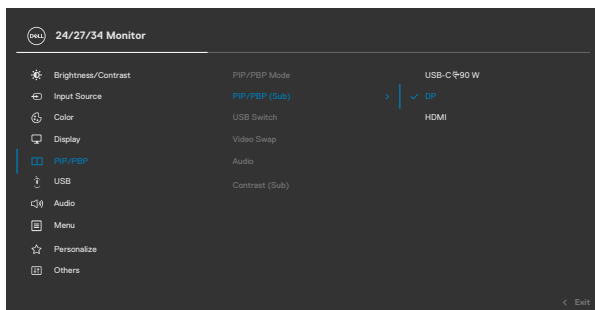 DELL 24/27/34 Monitor
Brightness/Contrast PIP/PBP Mode USB-C 90 W
Input Source PIP/PBP (Sub) > ✓ DP
Color USB Switch HDMI
Display Video Swap
PIP/PBP Audio
USB Contrast (Sub)
Audio
Menu
Personalize
Others
< Exit